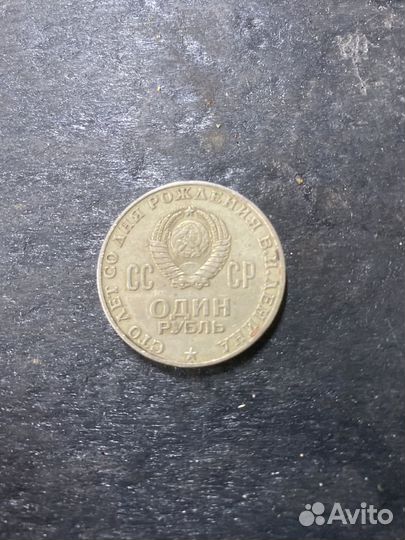 СТО ЛЕТ СО ДНЯ РОЖДЕНИЯ В.И.ЛЕНИНА
СС СР
ОДИН
РУБЛЬ
Avito